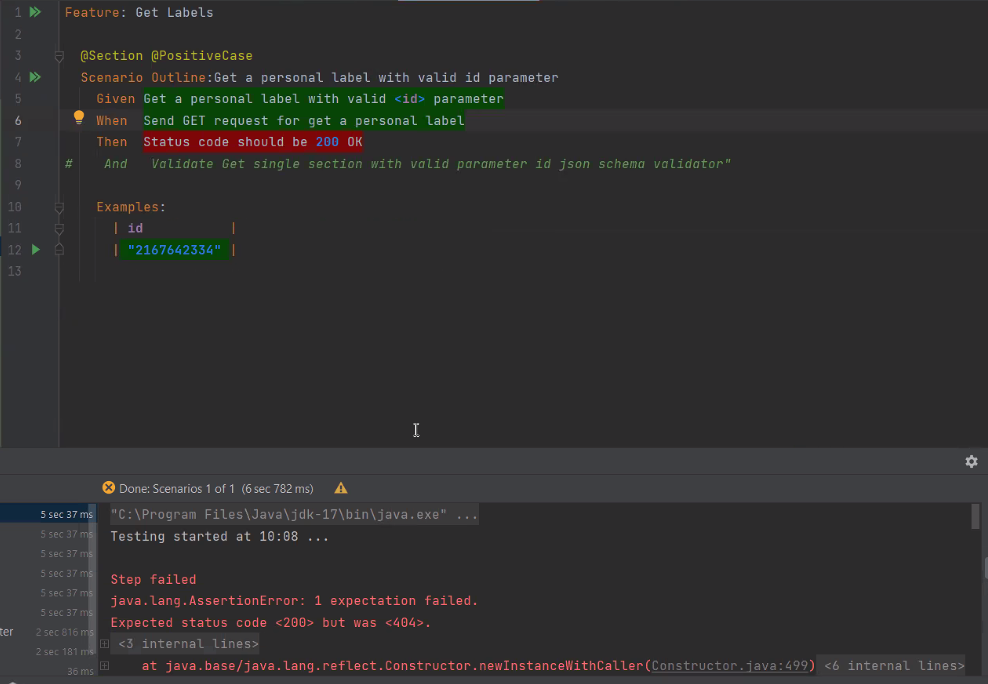 1 Feature: Get Labels
2
3 @Section @PositiveCase
4 Scenario Outline:Get a personal label with valid id parameter
5 Given Get a personal label with valid <id> parameter
6 When Send GET request for get a personal label
7 Then Status code should be 200 OK
8 # And Validate Get single section with valid parameter id json schema validator"
9
10 Examples:
11 | id |
12 | "2167642334" |
13
Done: Scenarios 1 of 1 (6 sec 782 ms)
5 sec 37 ms "C:\Program Files\Java\jdk-17\bin\java.exe" ...
5 sec 37 ms Testing started at 10:08 ...
5 sec 37 ms
5 sec 37 ms Step failed
5 sec 37 ms java.lang.AssertionError: 1 expectation failed.
5 sec 37 ms Expected status code <200> but was <404>.
ter 2 sec 816 ms <3 internal lines>
2 sec 181 ms at java.base/java.lang.reflect.Constructor.newInstanceWithCaller(Constructor.java:499) <6 internal lines>
36 ms